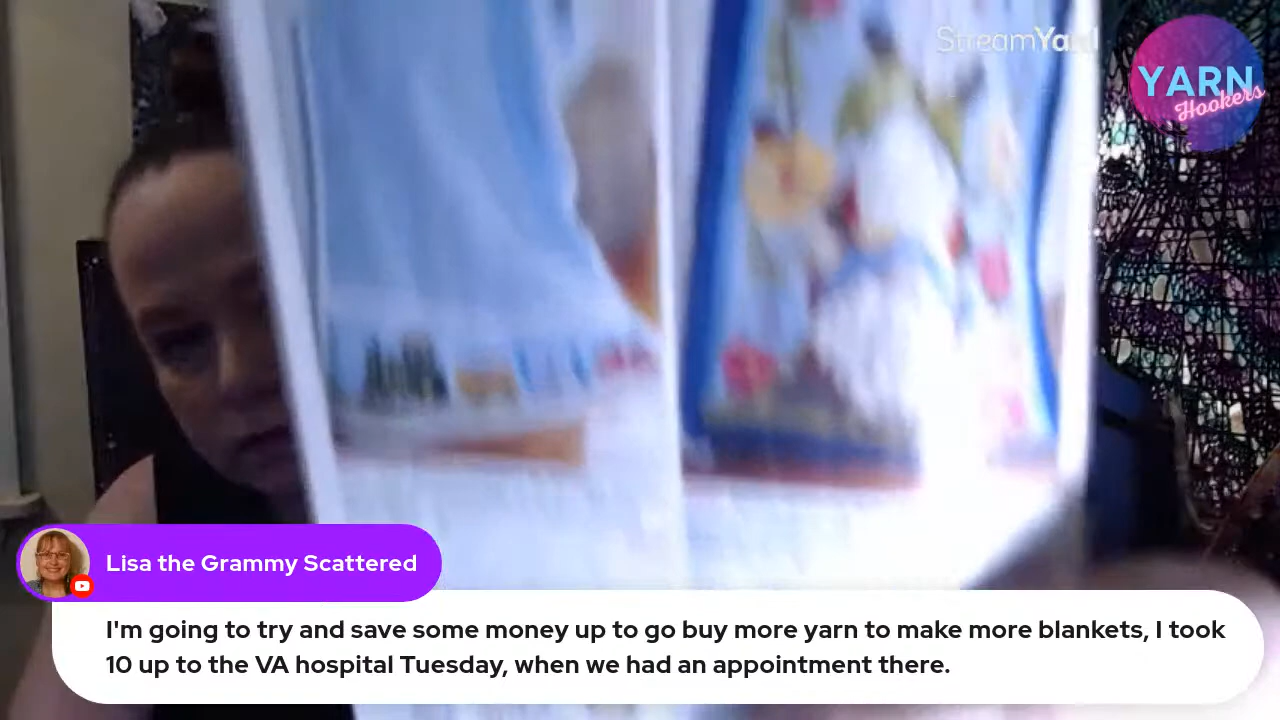 StreamYard
YARN
Hookers
Lisa the Grammy Scattered
I'm going to try and save some money up to go buy more yarn to make more blankets, I took
10 up to the VA hospital Tuesday, when we had an appointment there.